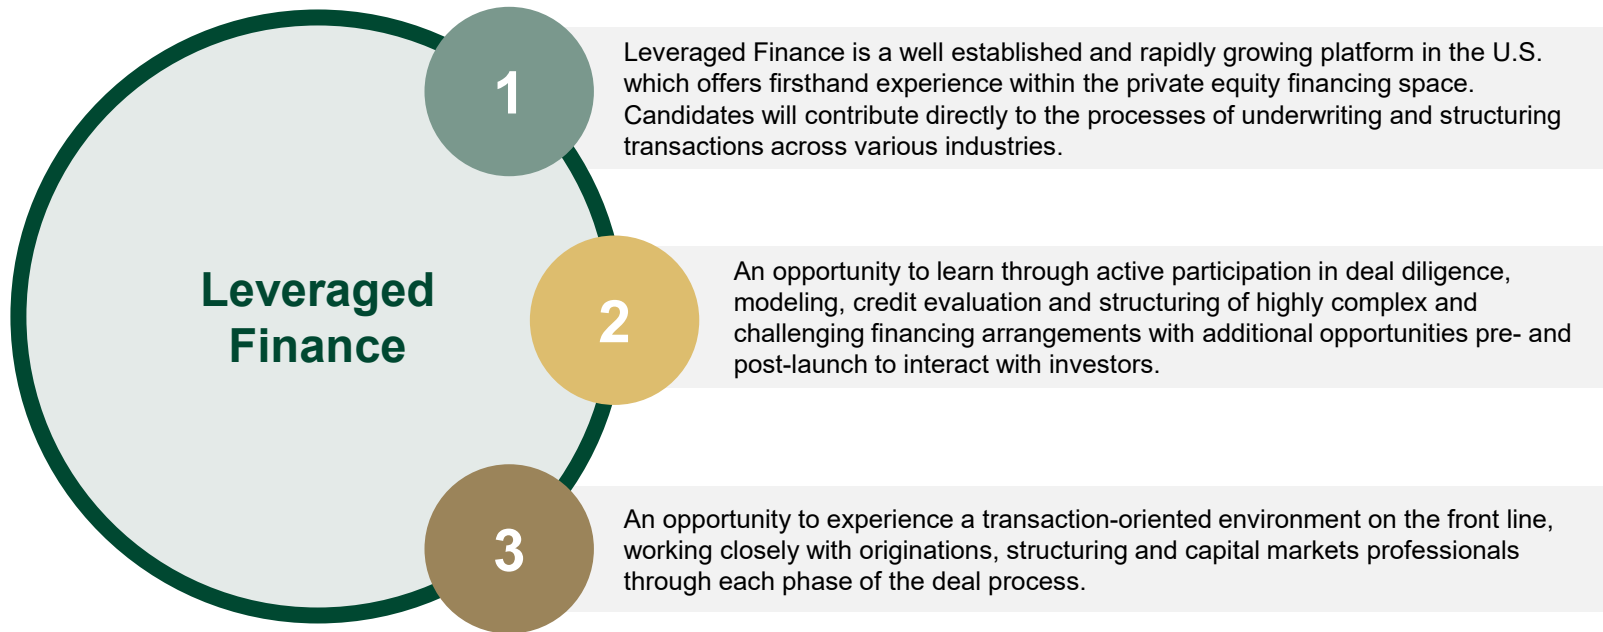 Leveraged
Finance
1
Leveraged Finance is a well established and rapidly growing platform in the U.S.
which offers firsthand experience within the private equity financing space.
Candidates will contribute directly to the processes of underwriting and structuring
transactions across various industries.
2
An opportunity to learn through active participation in deal diligence,
modeling, credit evaluation and structuring of highly complex and
challenging financing arrangements with additional opportunities pre- and
post-launch to interact with investors.
3
An opportunity to experience a transaction-oriented environment on the front line,
working closely with originations, structuring and capital markets professionals
through each phase of the deal process.